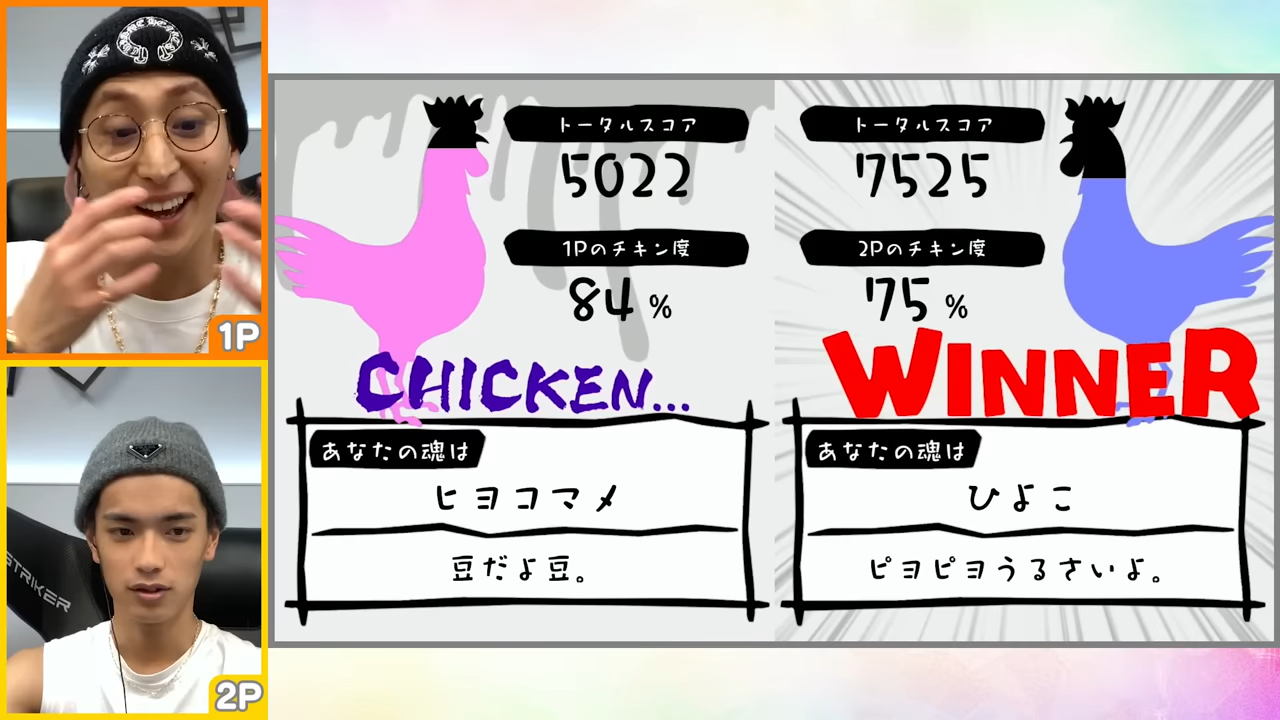 1P
STRIKER
2P
トータルスコア
5022
1Pのチキン度
84 %
CHICKEN...
あなたの魂は
ヒヨコマメ
豆だよ豆。
トータルスコア
7525
2Pのチキン度
75 %
WINNER
あなたの魂は
ひよこ
ピヨピヨうるさいよ。